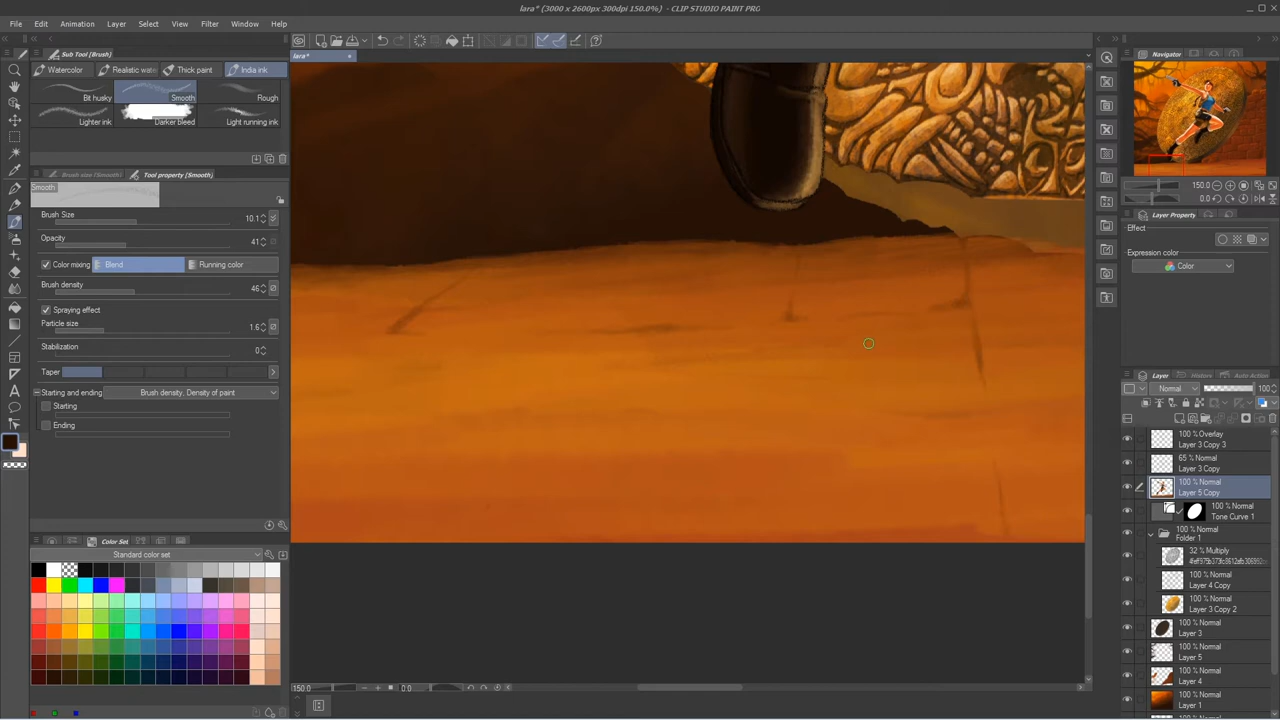 lara* (3000 x 2600px 300dpi 150.0%) - CLIP STUDIO PAINT PRO
File Edit Animation Layer Select View Filter Window Help
Sub Tool (Brush)
Watercolor
Realistic wate
Thick paint
India ink
Bit husky
Smooth
Rough
Lighter ink
Darker bleed
Light running ink
Brush size (Smooth)
Tool property (Smooth)
Smooth
Brush Size 10.1
Opacity 41
Color mixing Blend Running color
Brush density 46
Spraying effect
Particle size 1.6
Stabilization 0
Taper
Starting and ending Brush density, Density of paint
Starting
Ending
Color Set
Standard color set
lara*
150.0
0.0
Navigator
150.0
0.0
Layer Property
Effect
Expression color
Color
Layer History Auto Action
Normal 100
100 % Overlay
Layer 3 Copy 3
65 % Normal
Layer 3 Copy
100 % Normal
Layer 5 Copy
100 % Normal
Tone Curve 1
100 % Normal
Folder 1
32 % Multiply
100 % Normal
Layer 4 Copy
100 % Normal
Layer 3 Copy 2
100 % Normal
Layer 3
100 % Normal
Layer 5
100 % Normal
Layer 4
100 % Normal
Layer 1